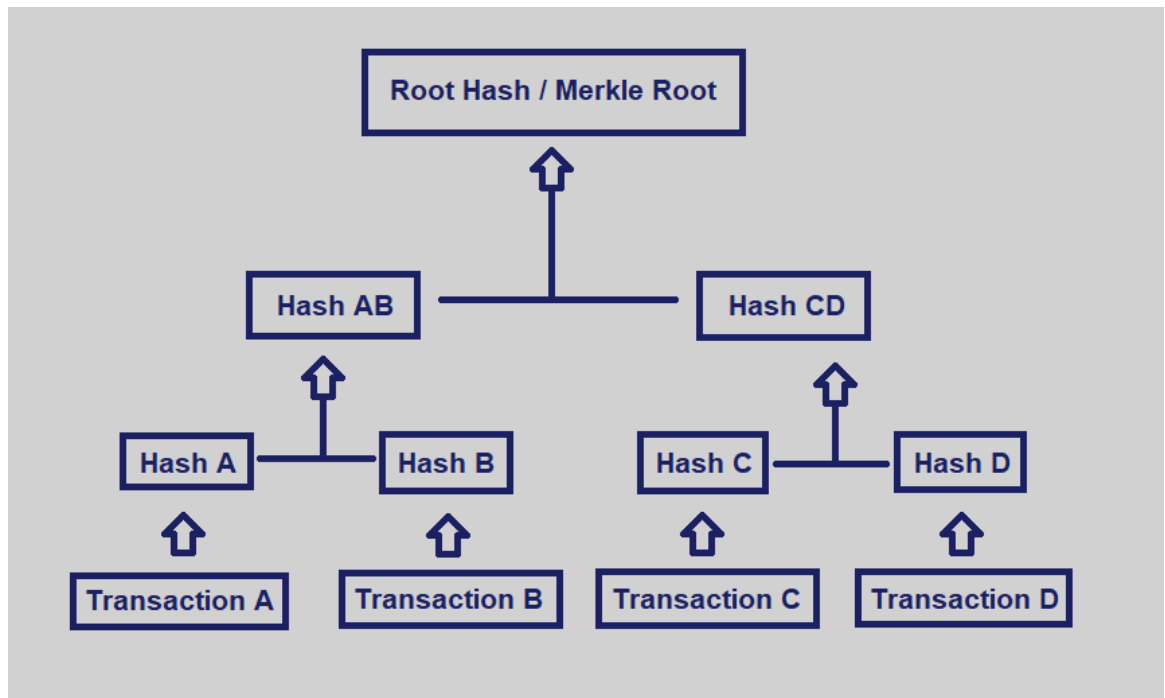 Root Hash / Merkle Root
Hash AB
Hash CD
Hash A
Hash B
Hash C
Hash D
Transaction A
Transaction B
Transaction C
Transaction D